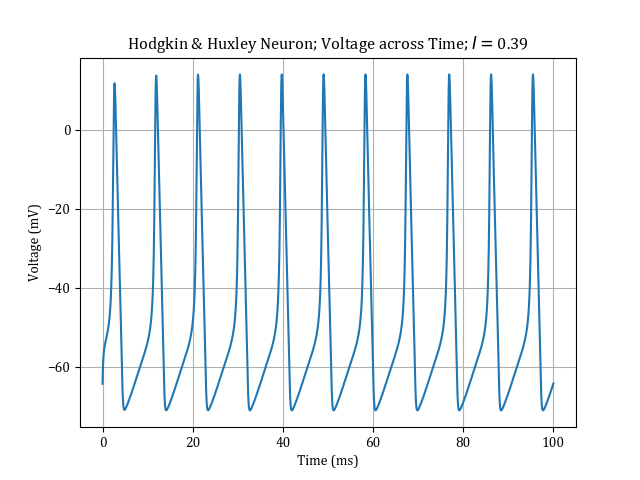 Hodgkin & Huxley Neuron; Voltage across Time; I = 0.39
0
−20
−40
−60
Voltage (mV)
0 20 40 60 80 100
Time (ms)